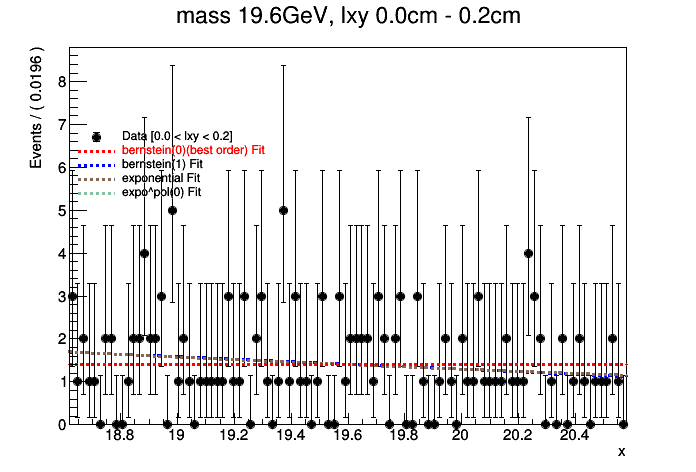 mass 19.6GeV, lxy 0.0cm - 0.2cm
Events / ( 0.0196 )
8
7
6
5
4
3
2
1
0
Data [0.0 < lxy < 0.2]
bernstein(0)(best order) Fit
bernstein(1) Fit
exponential Fit
expo^pol(0) Fit
18.8 19 19.2 19.4 19.6 19.8 20 20.2 20.4
x